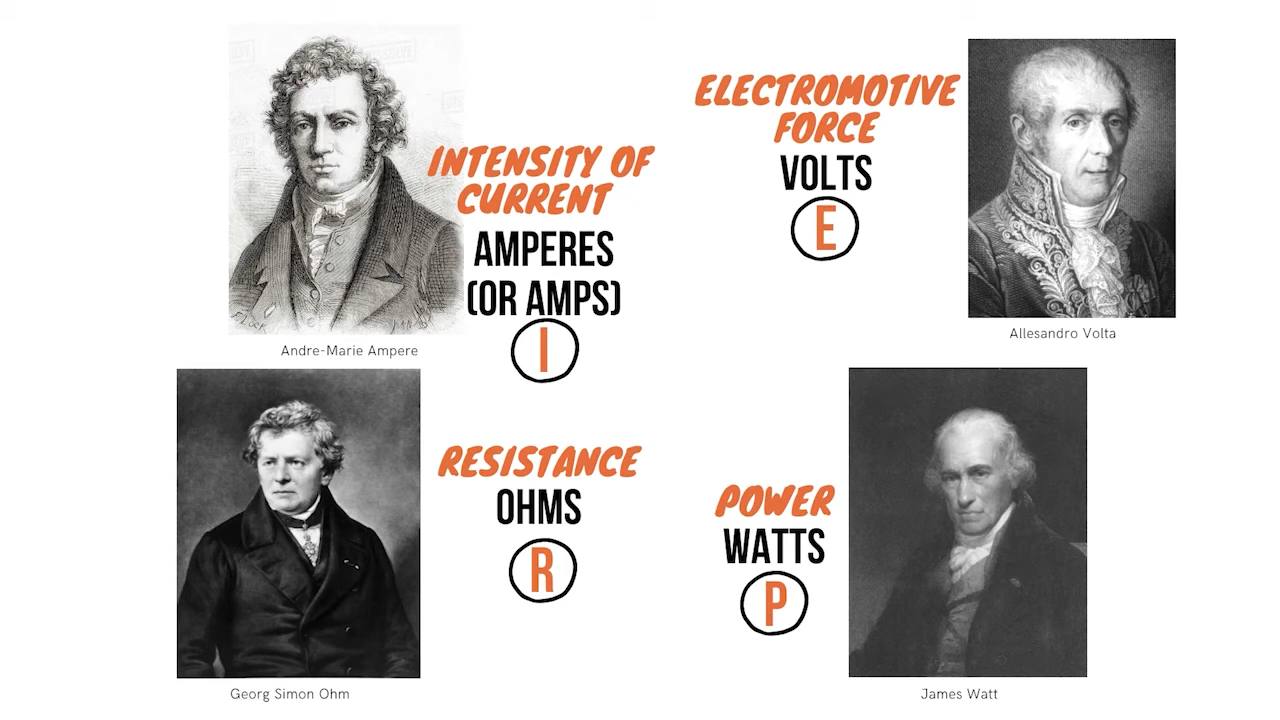 INTENSITY OF
CURRENT
AMPERES
(OR AMPS)
I
Andre-Marie Ampere
ELECTROMOTIVE
FORCE
VOLTS
E
Allesandro Volta
RESISTANCE
OHMS
R
Georg Simon Ohm
POWER
WATTS
P
James Watt